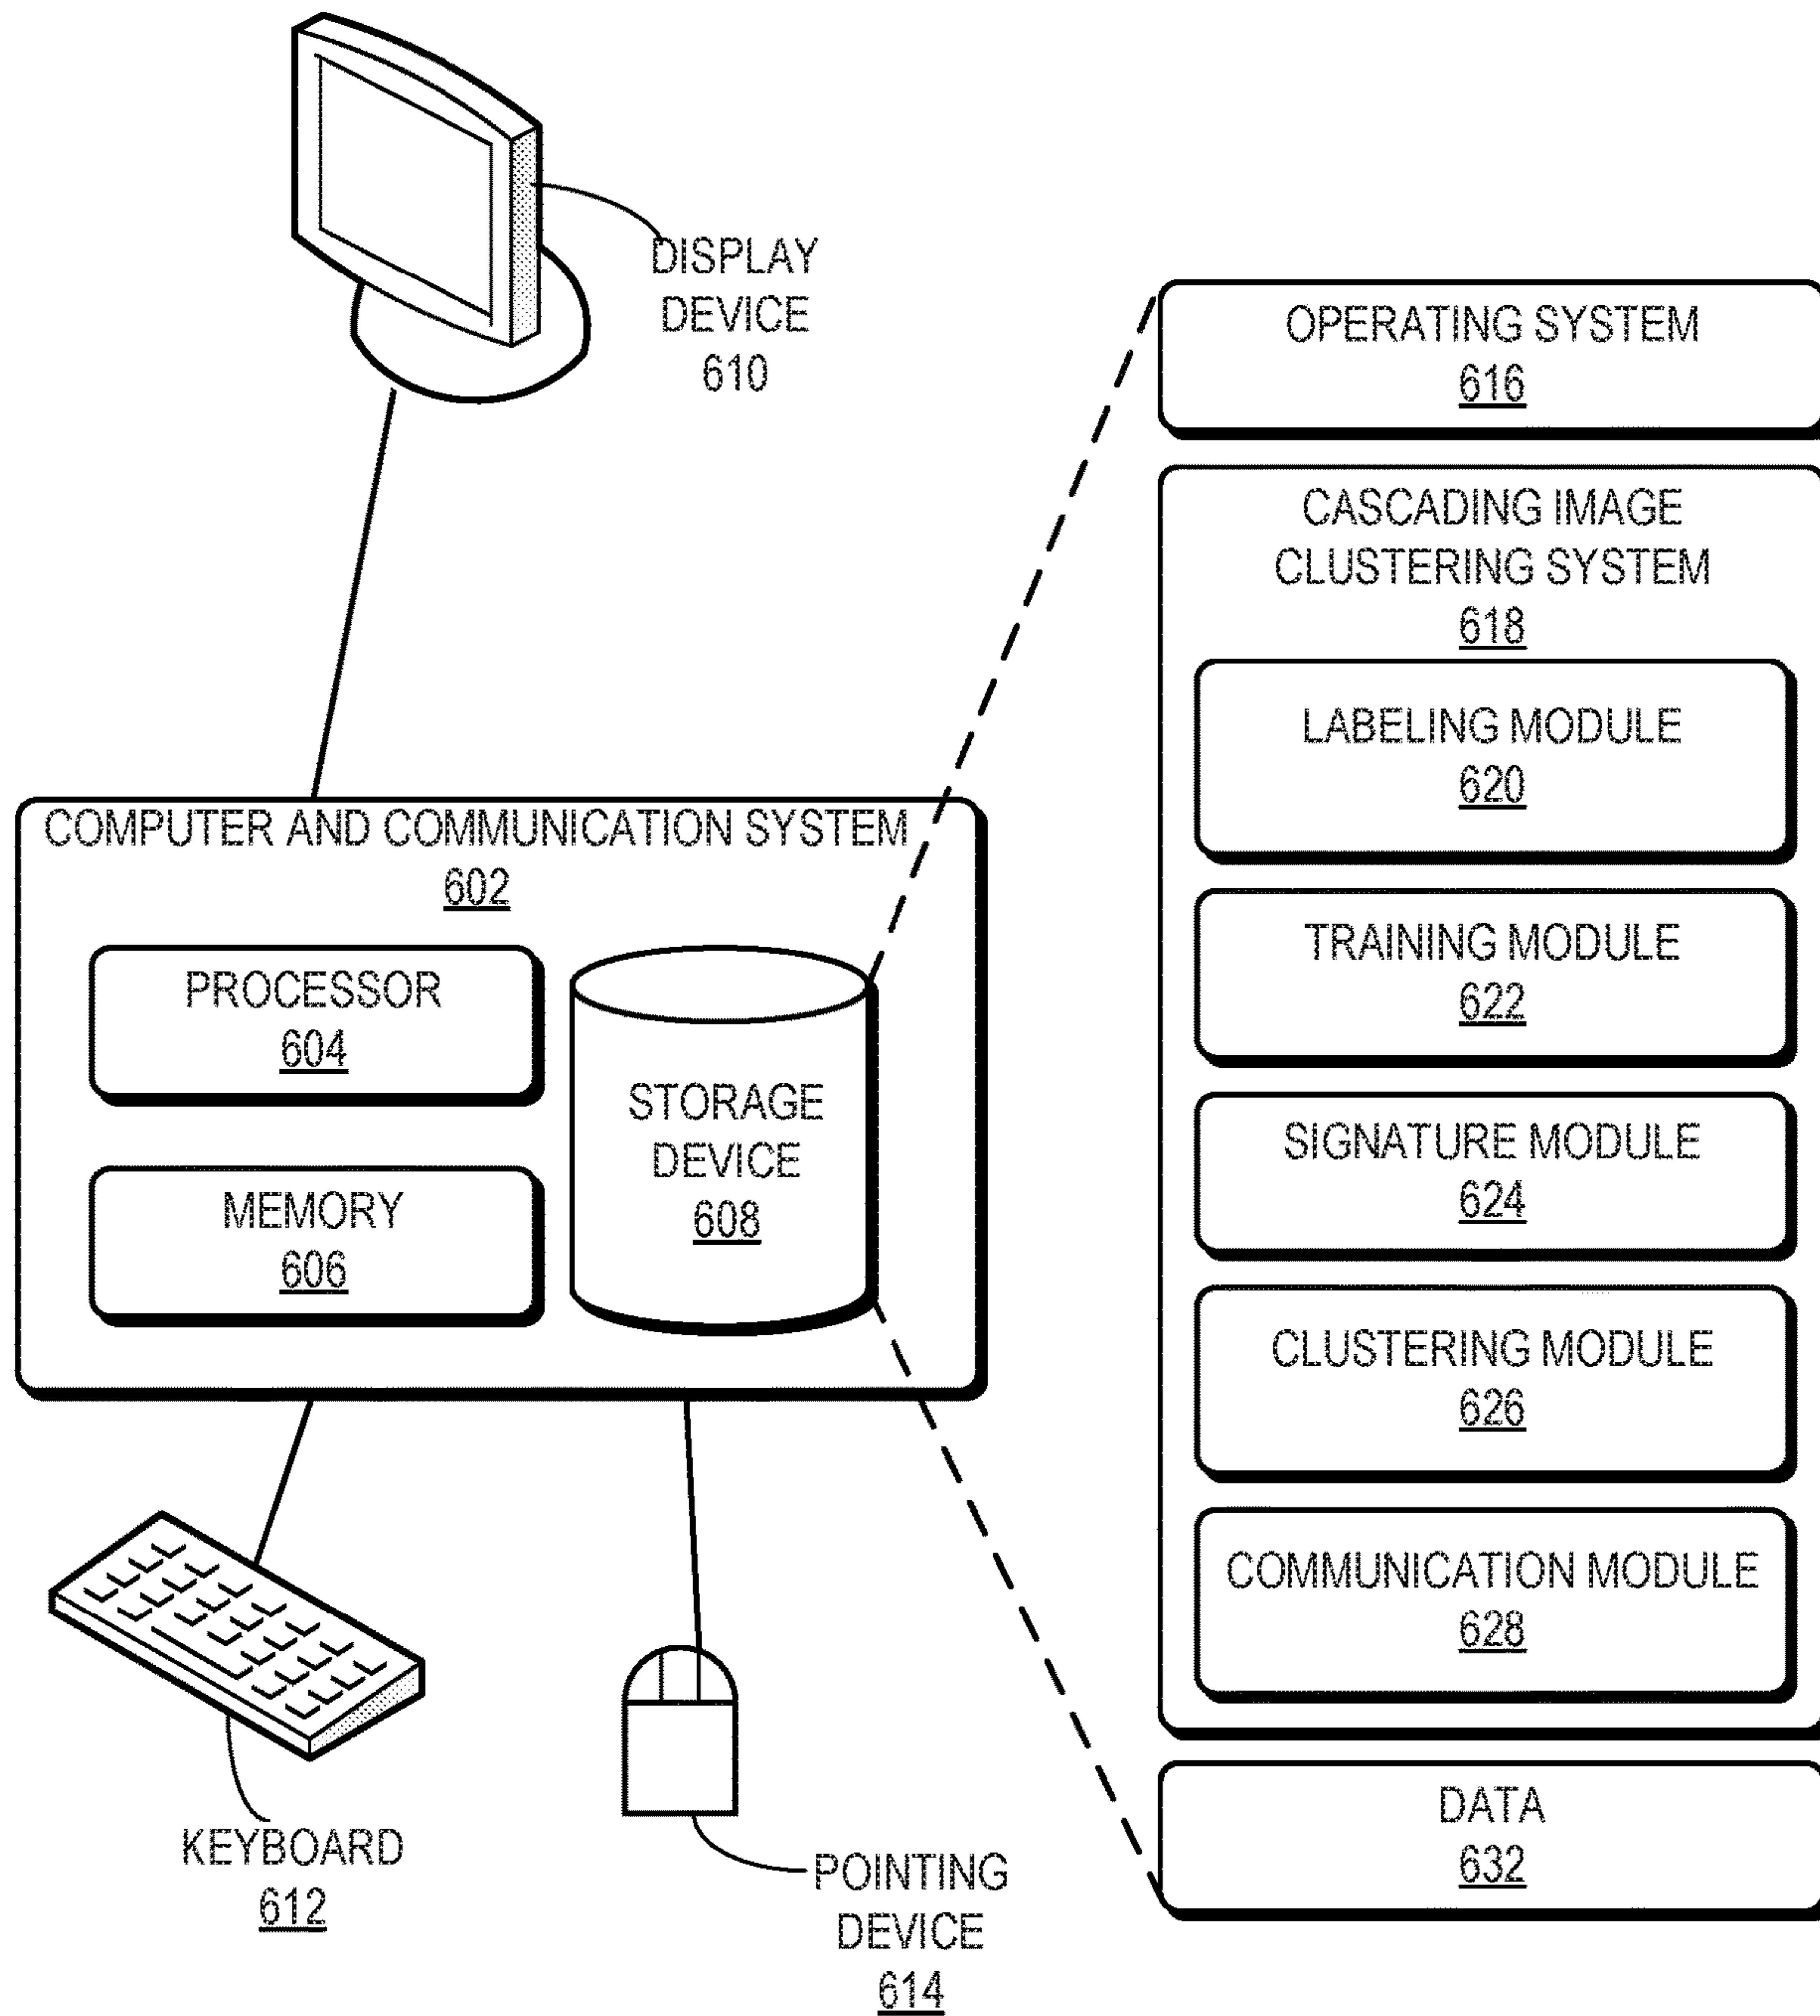 DISPLAY
DEVICE
610
COMPUTER AND COMMUNICATION SYSTEM
602
PROCESSOR
604
MEMORY
606
STORAGE
DEVICE
608
KEYBOARD
612
POINTING
DEVICE
614
OPERATING SYSTEM
616
CASCADING IMAGE
CLUSTERING SYSTEM
618
LABELING MODULE
620
TRAINING MODULE
622
SIGNATURE MODULE
624
CLUSTERING MODULE
626
COMMUNICATION MODULE
628
DATA
632